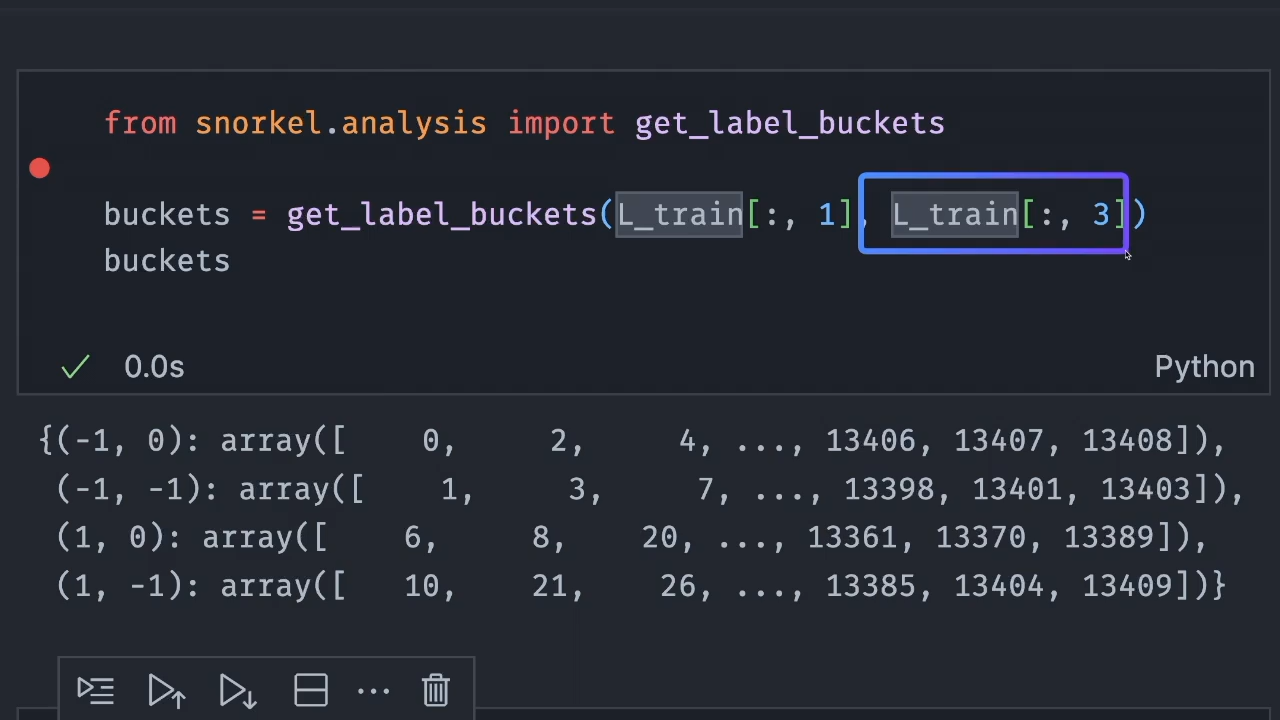 from snorkel.analysis import get_label_buckets
buckets = get_label_buckets(L_train[:, 1], L_train[:, 3])
buckets
0.0s
Python
{(-1, 0): array([    0,     2,     4, ..., 13406, 13407, 13408]),
(-1, -1): array([    1,     3,     7, ..., 13398, 13401, 13403]),
(1, 0): array([    6,     8,    20, ..., 13361, 13370, 13389]),
(1, -1): array([   10,    21,    26, ..., 13385, 13404, 13409])}